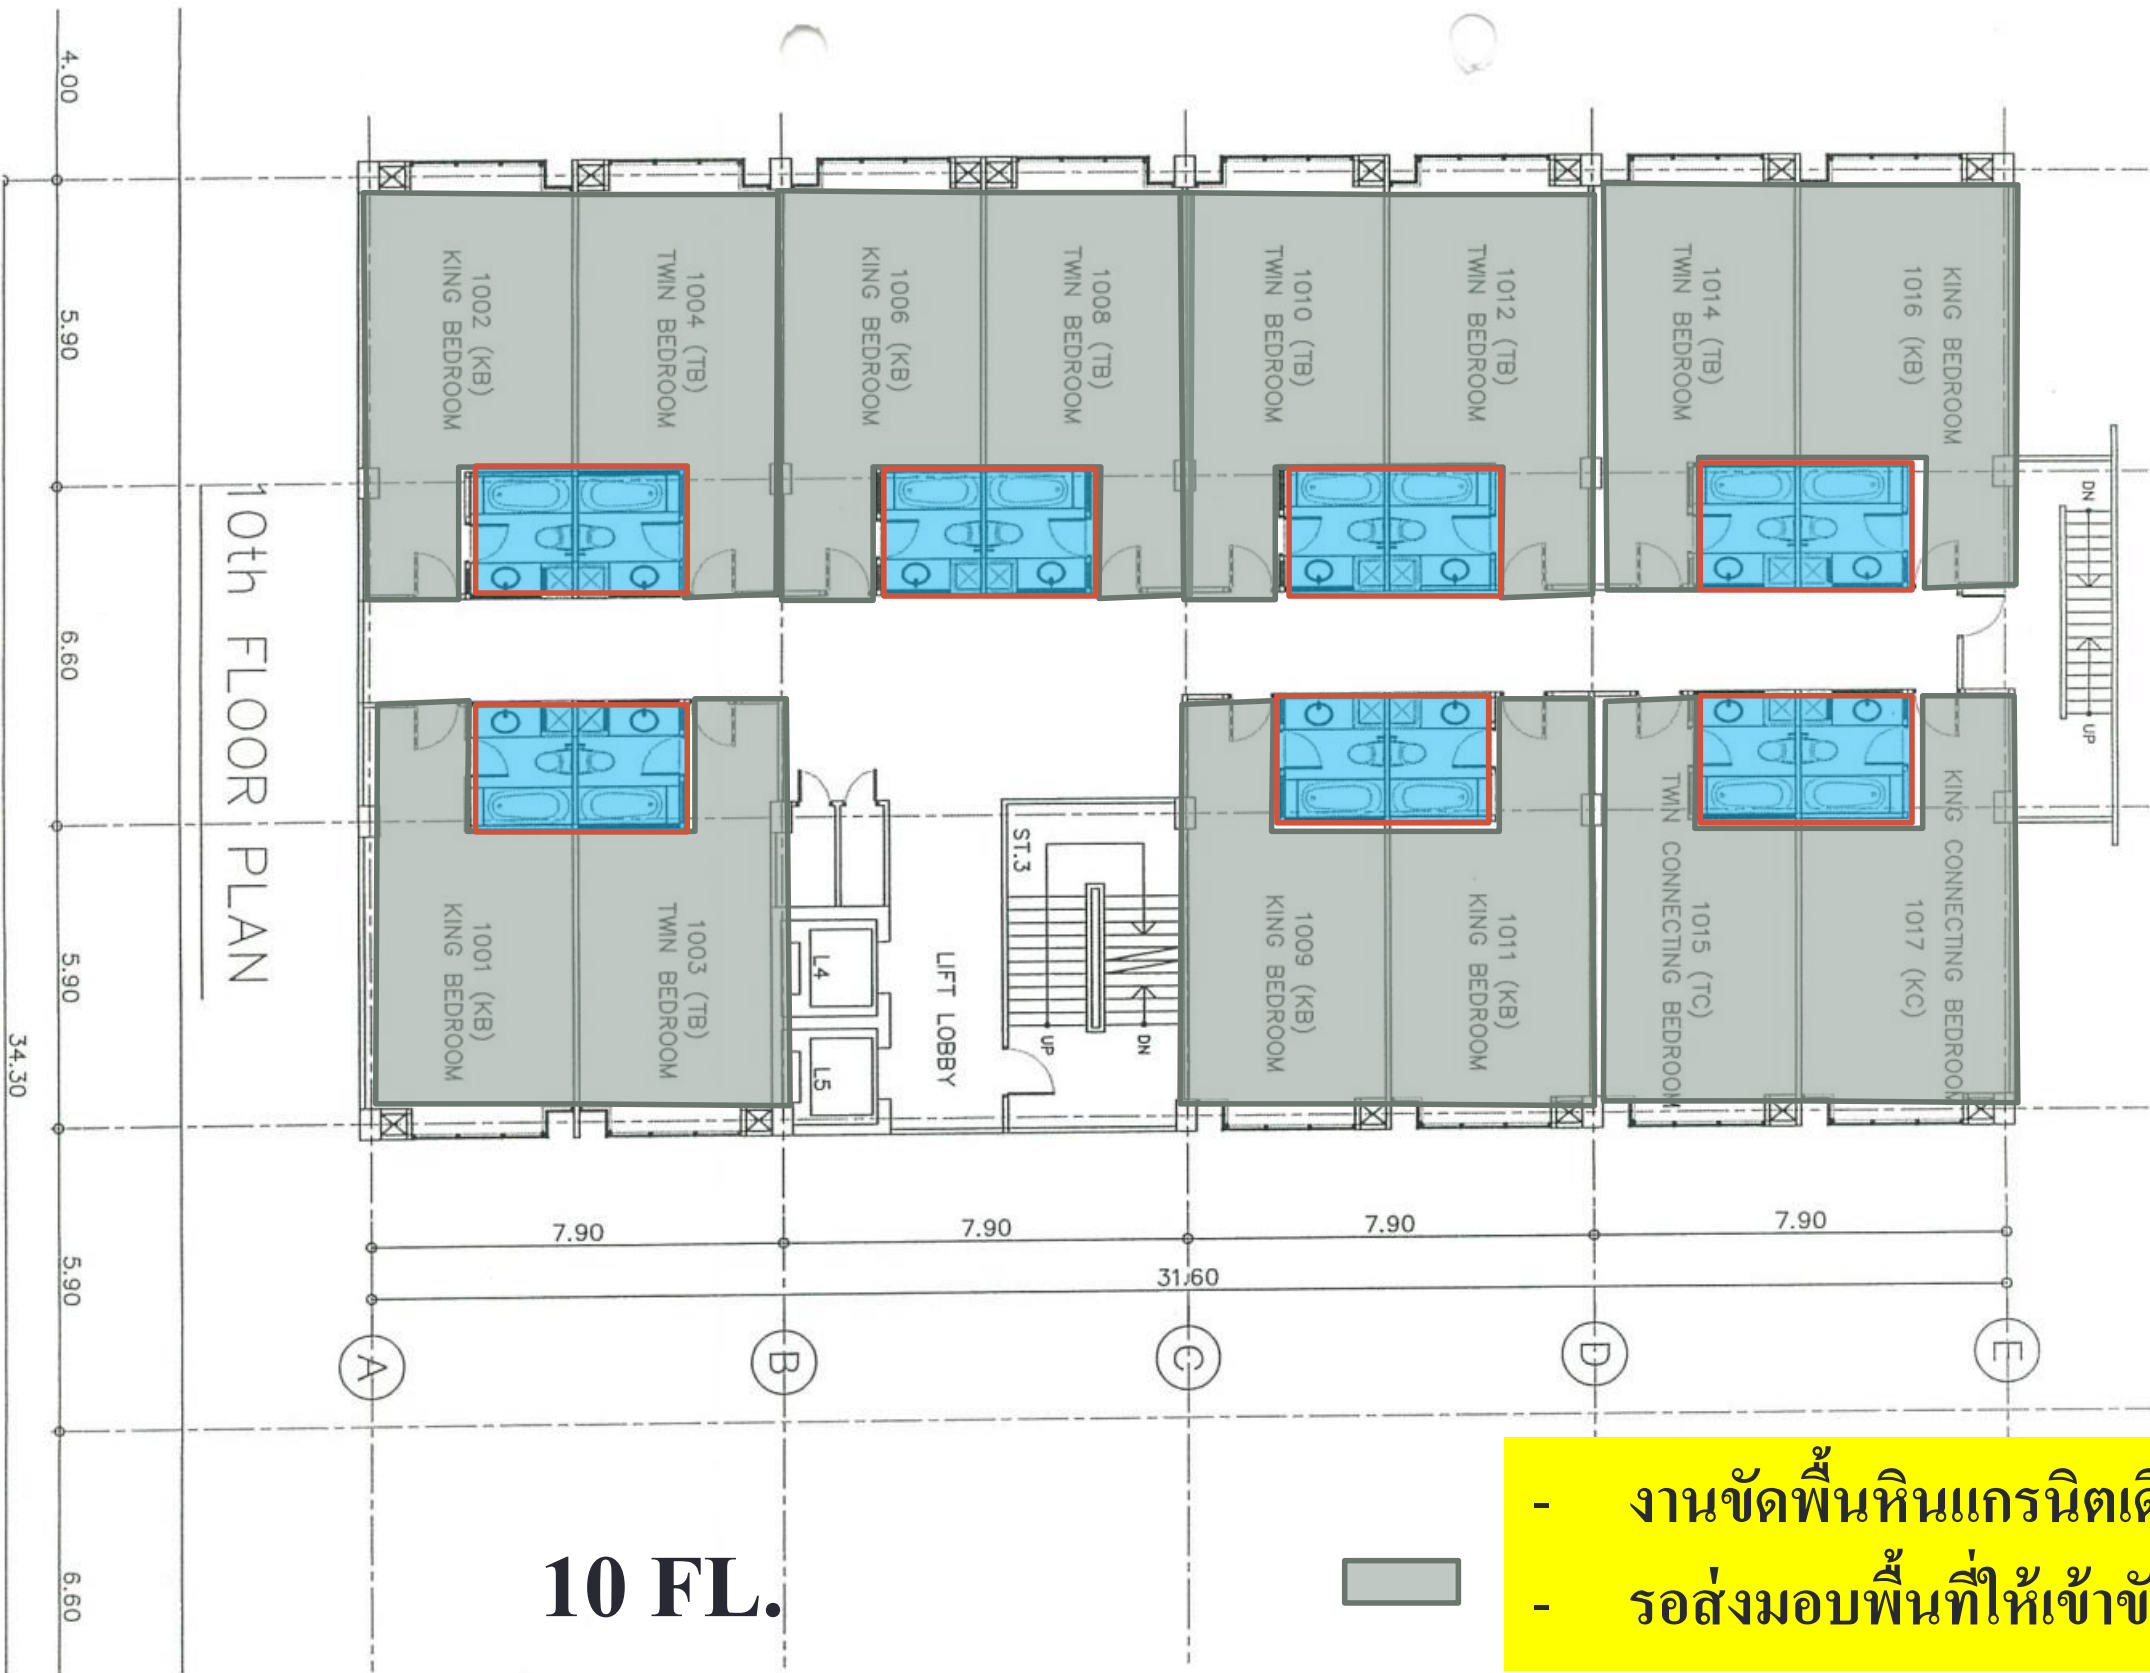 4.00
5.90
6.60
5.90
34.30
5.90
6.60
10th FLOOR PLAN
1002 (KB)
KING BEDROOM
1004 (TB)
TWIN BEDROOM
1006 (KB)
KING BEDROOM
1008 (TB)
TWIN BEDROOM
1010 (TB)
TWIN BEDROOM
1012 (TB)
TWIN BEDROOM
1014 (TB)
TWIN BEDROOM
KING BEDROOM
1016 (KB)
DN
UP
1001 (KB)
KING BEDROOM
1003 (TB)
TWIN BEDROOM
L4
L5
LIFT LOBBY
ST.3
UP
DN
1009 (KB)
KING BEDROOM
1011 (KB)
KING BEDROOM
1015 (TC)
TWIN CONNECTING BEDROOM
KING CONNECTING BEDROOM
1017 (KC)
7.90
7.90
7.90
7.90
31.60
A
B
C
D
E
10 FL.
- งานขัดพื้นหินแกรนิต
- รอส่งมอบพื้นที่ให้เข้า